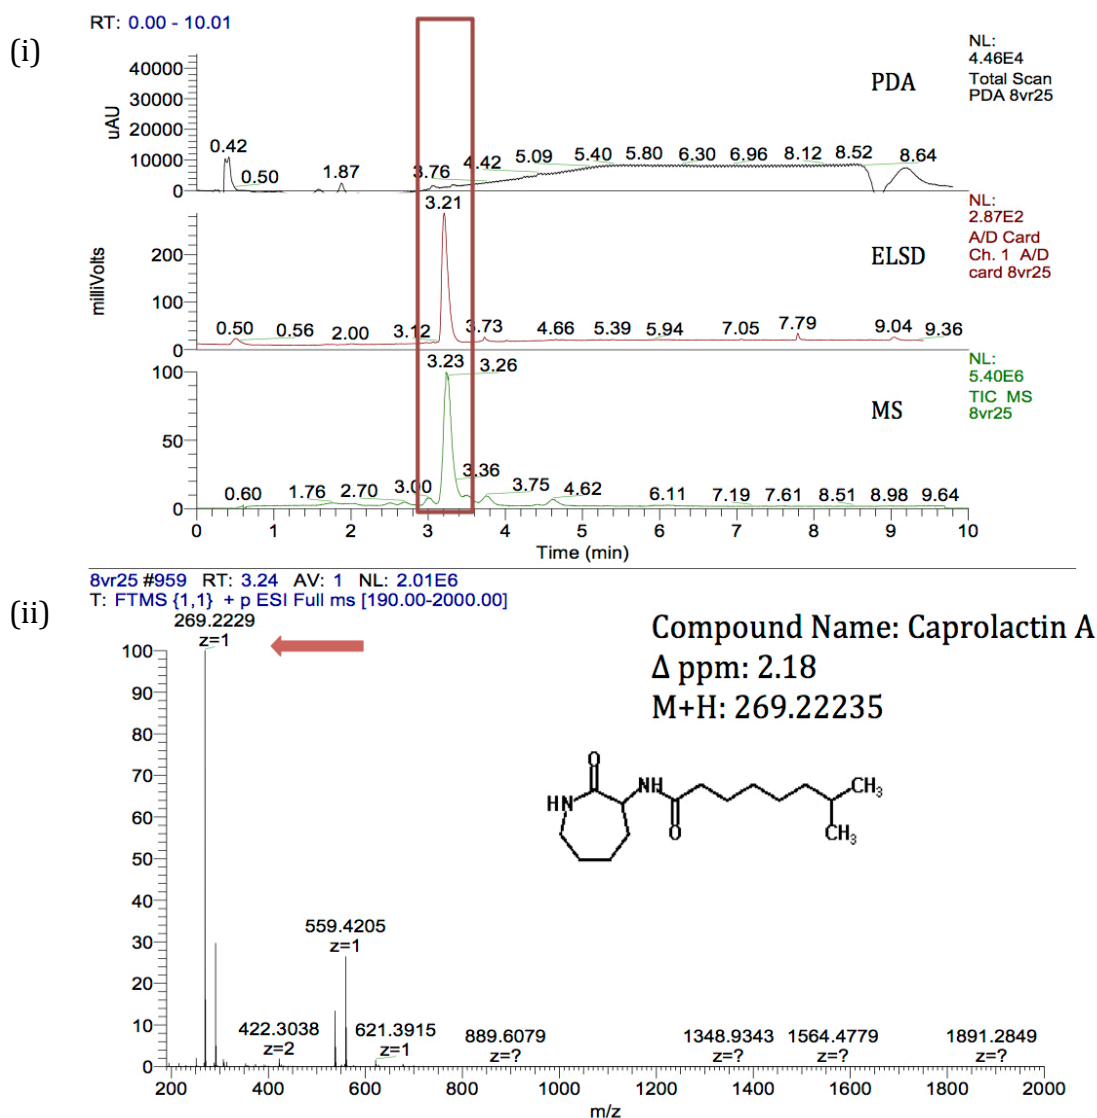 (i)
RT: 0.00 - 10.01
NL:
4.46E4
Total Scan
PDA 8vr25
PDA
40000
30000
20000
10000
0
uAU
0.42
0.50
1.87
3.76
4.42
5.09
5.40
5.80
6.30
6.96
8.12
8.52
8.64
NL:
2.87E2
A/D Card
Ch. 1 A/D
card 8vr25
ELSD
200
100
0
milliVolts
3.21
0.50
0.56
2.00
3.12
3.73
4.66
5.39
5.94
7.05
7.79
9.04
9.36
NL:
5.40E6
TIC MS
8vr25
MS
100
50
0
3.23
3.26
3.36
0.60
1.76
2.70
3.00
3.75
4.62
6.11
7.19
7.61
8.51
8.98
9.64
0 1 2 3 4 5 6 7 8 9 10
Time (min)
(ii)
8vr25 #959 RT: 3.24 AV: 1 NL: 2.01E6
T: FTMS {1,1} + p ESI Full ms [190.00-2000.00]
269.2229
z=1
Compound Name: Caprolactin A
Δ ppm: 2.18
M+H: 269.22235
O
HN
NH
O
CH3
CH3
100
90
80
70
60
50
40
30
20
10
0
559.4205
z=1
422.3038
z=2
621.3915
z=1
889.6079
z=?
1348.9343
z=?
1564.4779
z=?
1891.2849
z=?
200 400 600 800 1000 1200 1400 1600 1800 2000
m/z